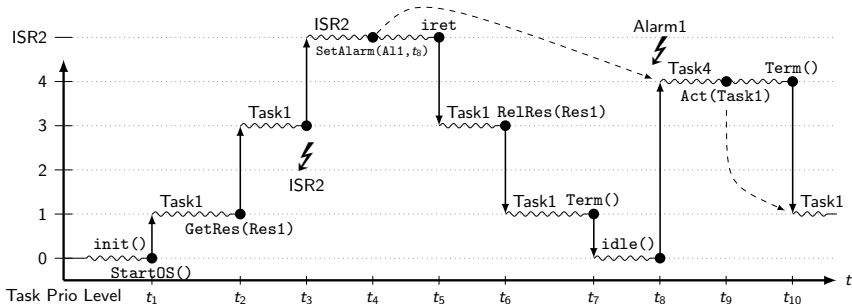 ISR2 iret Alarm1
ISR2
SetAlarm(Al1,t8)
Task4 Term()
4
Act(Task1)
Task1 Task1 RelRes(Res1)
3
ISR2
Task1 Task1 Term() Task1
1
GetRes(Res1)
init() idle()
0
StartOS()
t
Task Prio Level t1 t2 t3 t4 t5 t6 t7 t8 t9 t10
2